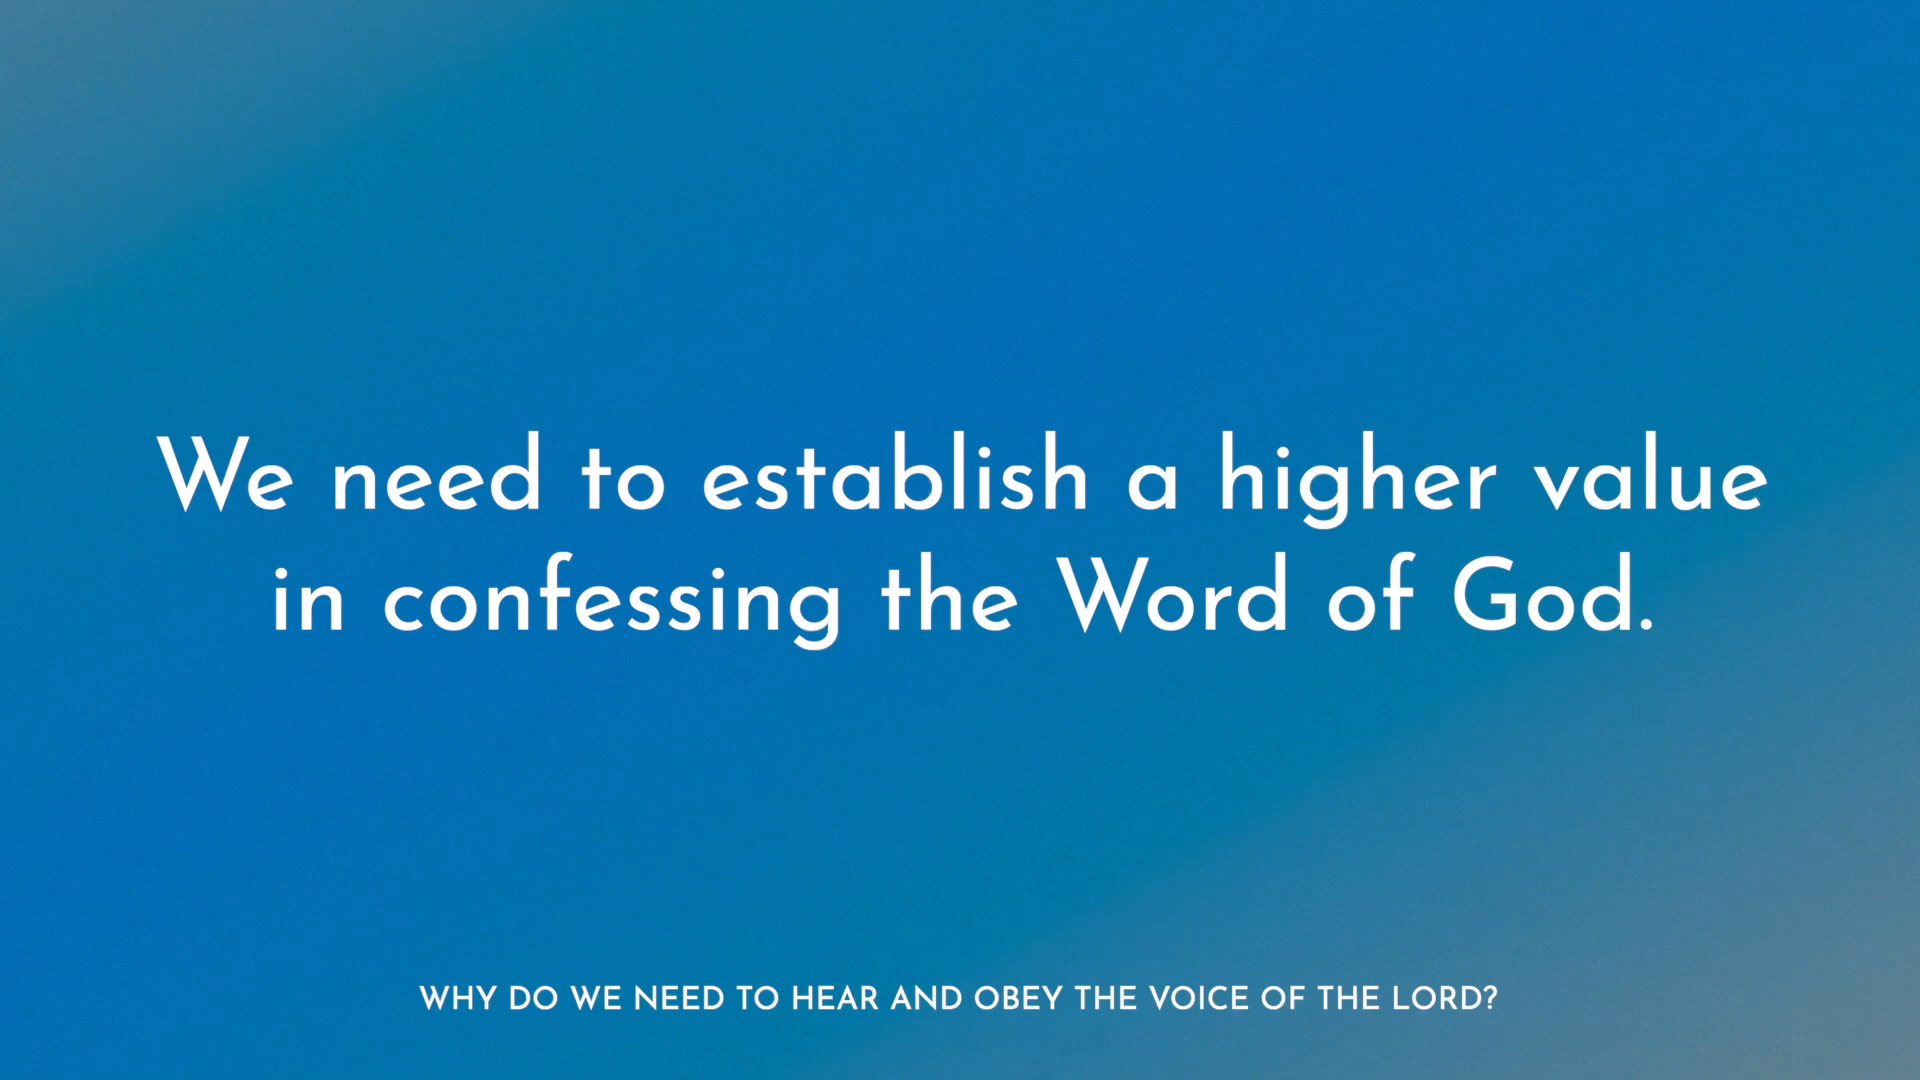 We need to establish a higher value
in confessing the Word of God.
WHY DO WE NEED TO HEAR AND OBEY THE VOICE OF THE LORD?